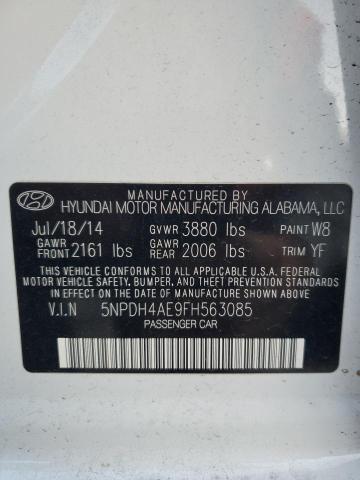 MANUFACTURED BY
HYUNDAI MOTOR MANUFACTURING ALABAMA, LLC
Jul/18/14 GVWR 3880 lbs PAINT W8
GAWR FRONT 2161 lbs GAWR REAR 2006 lbs TRIM YF
THIS VEHICLE CONFORMS TO ALL APPLICABLE U.S. FEDERAL
MOTOR VEHICLE SAFETY, BUMPER, AND THEFT PREVENTION
STANDARDS IN EFFECT ON THE DATE OF MANUFACTURE SHOWN ABOVE.
V.I.N 5NPDH4AE9FH563085
PASSENGER CAR